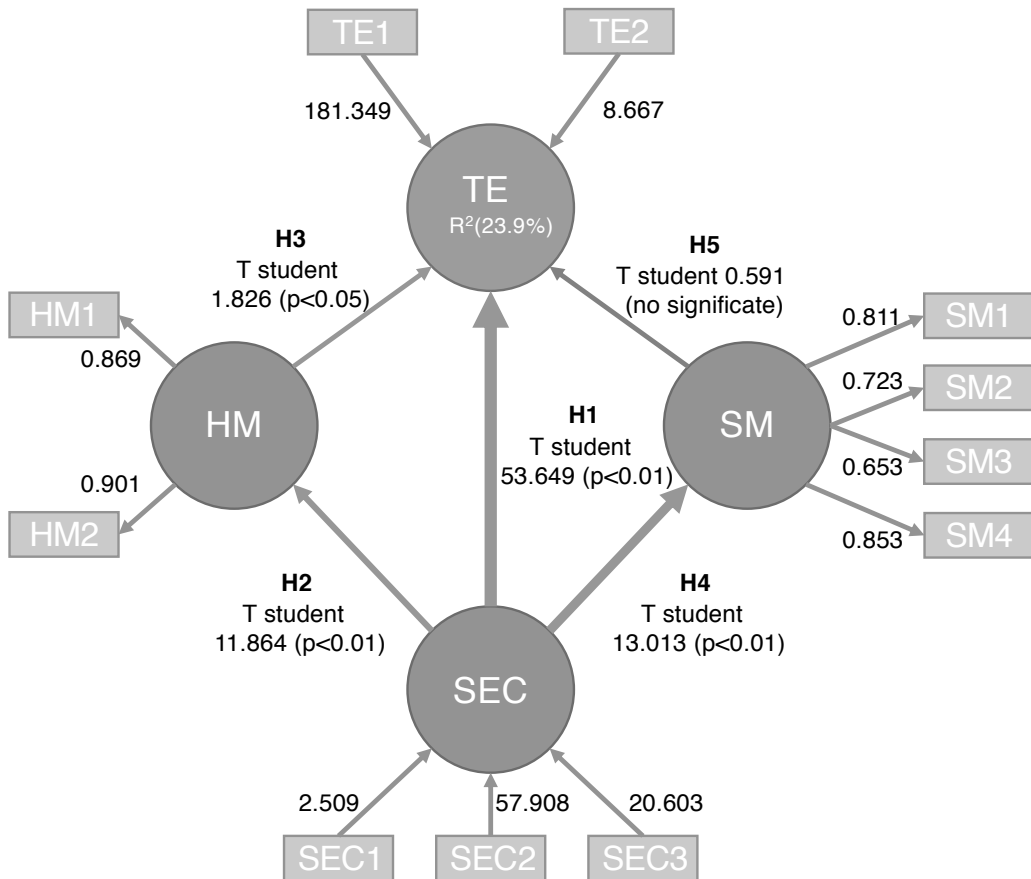 TE1
TE2
181.349
8.667
TE
R²(23.9%)
H3
T student
1.826 (p<0.05)
H5
T student 0.591
(no significate)
HM1
0.869
HM
0.901
HM2
H1
T student
53.649 (p<0.01)
SM
0.811
SM1
0.723
SM2
0.653
SM3
0.853
SM4
H2
T student
11.864 (p<0.01)
H4
T student
13.013 (p<0.01)
SEC
2.509
57.908
20.603
SEC1
SEC2
SEC3